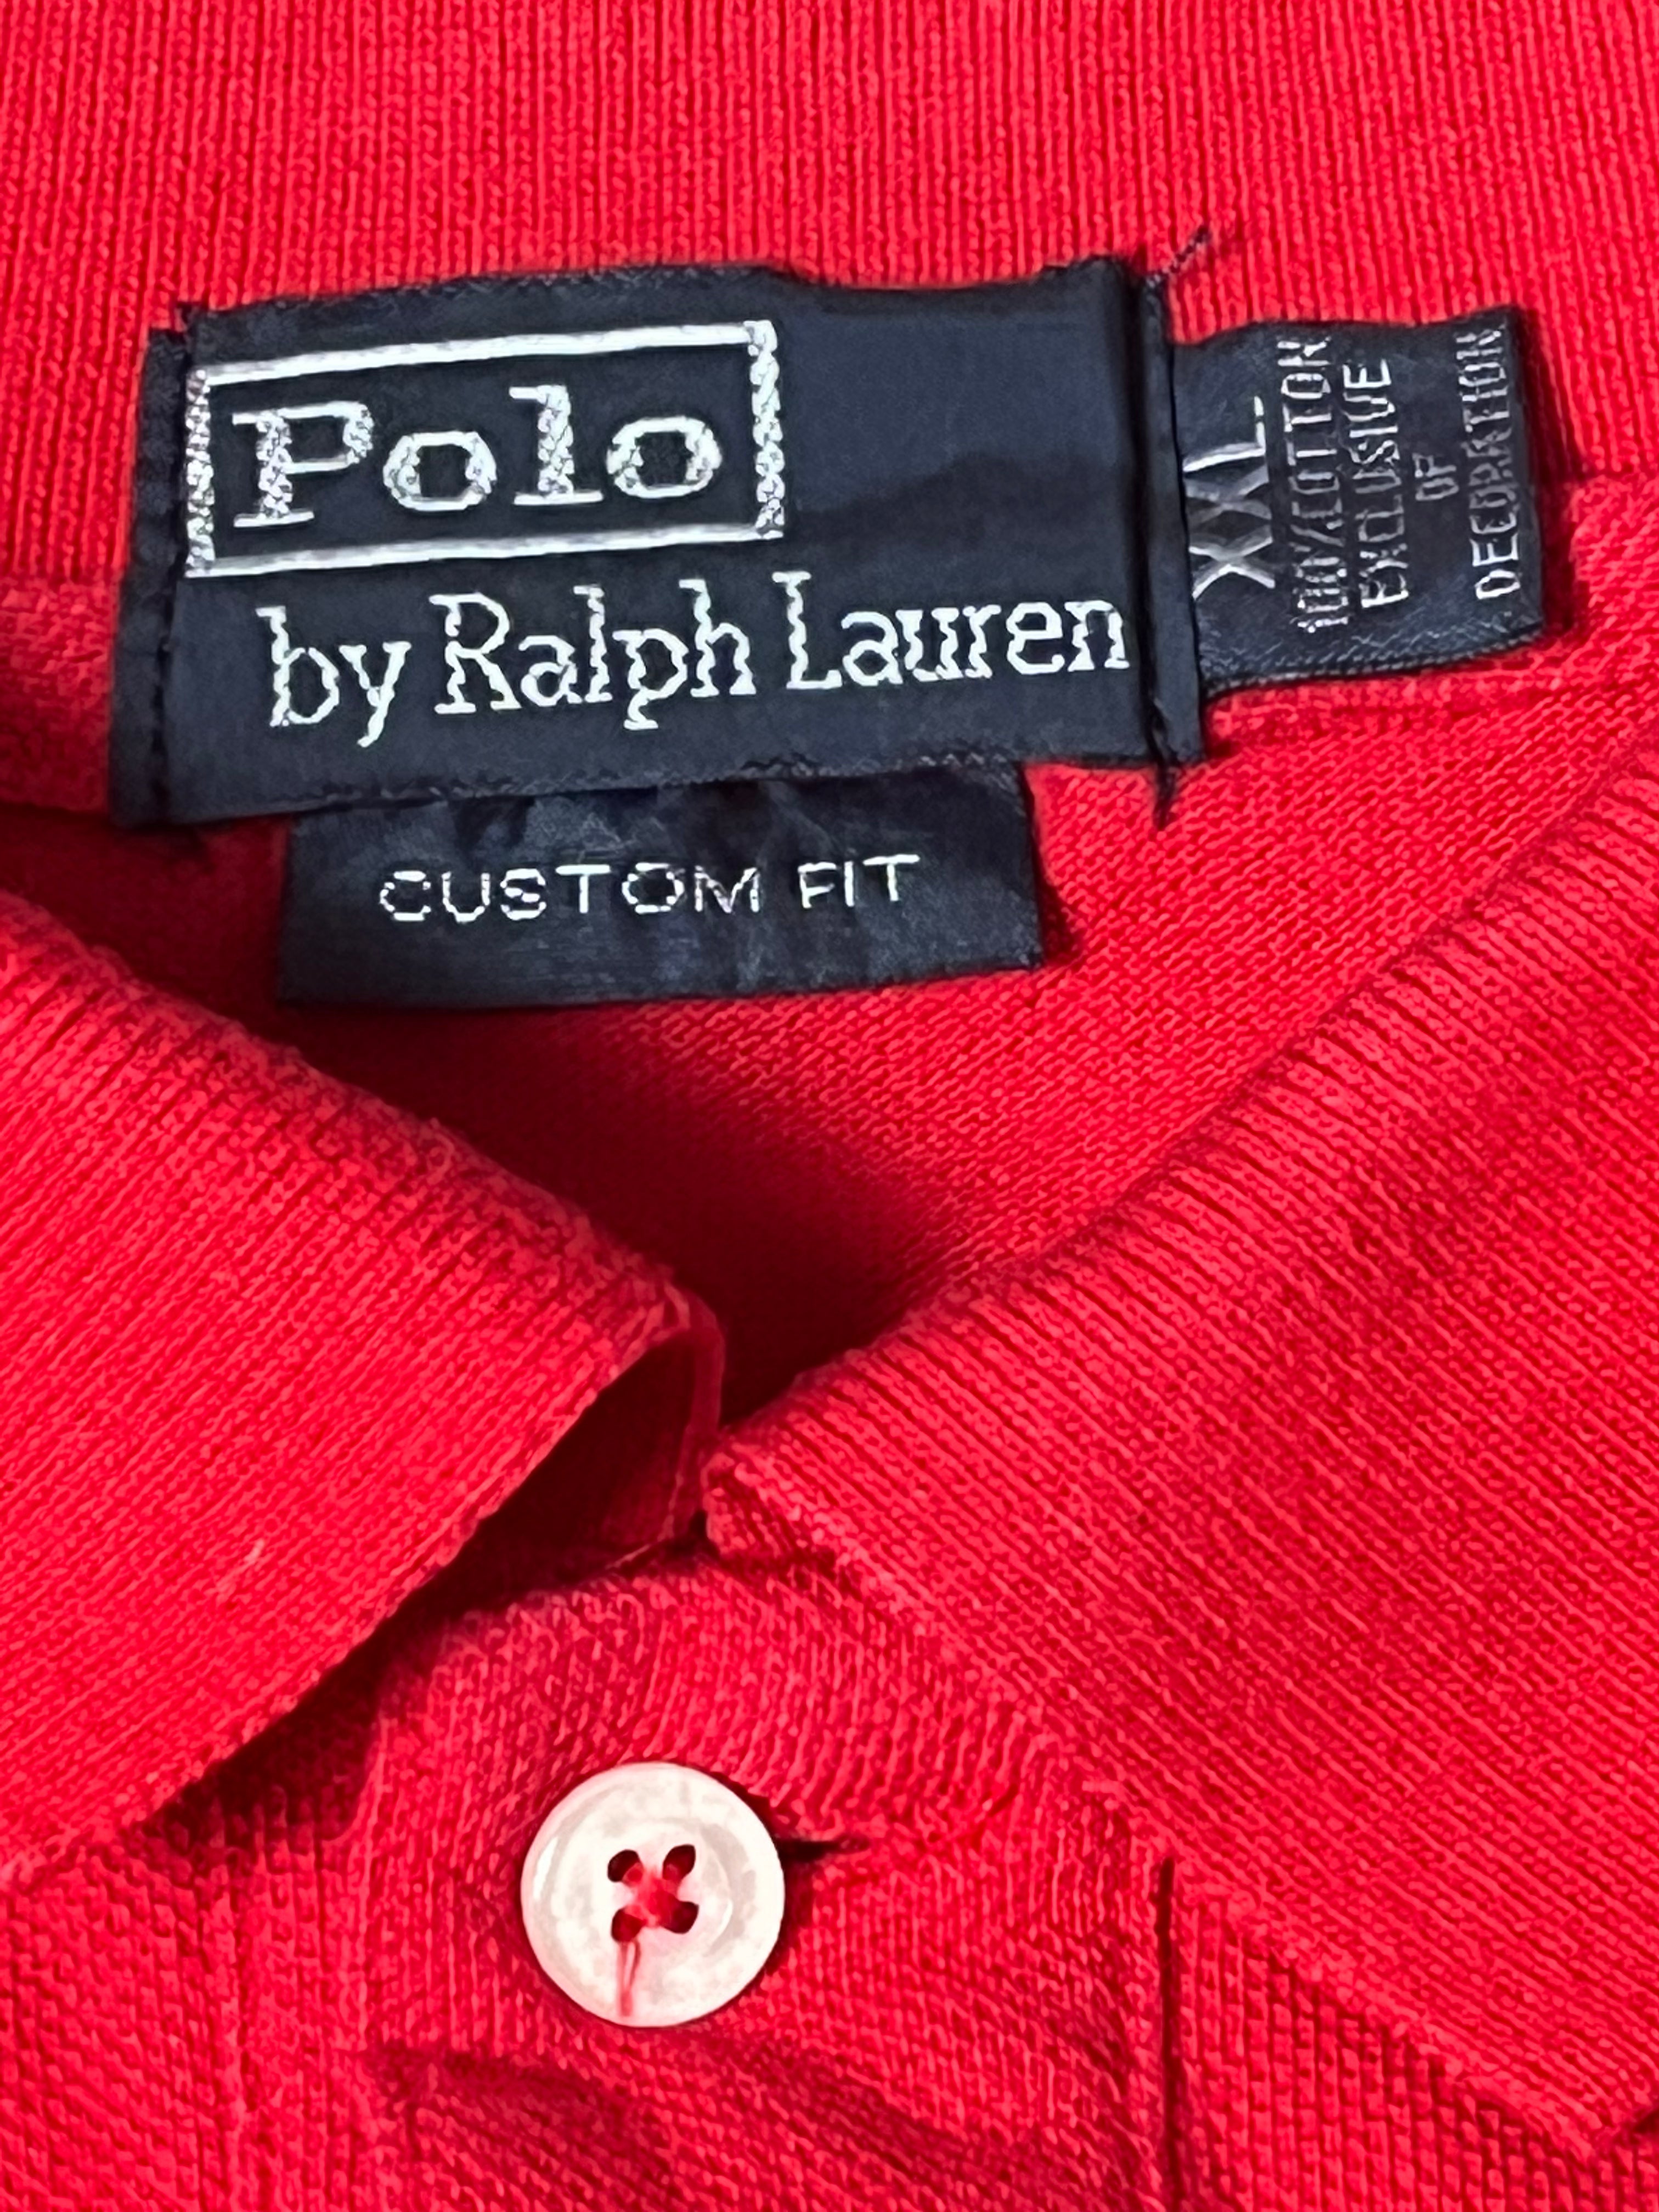 Polo
by Ralph Lauren
CUSTOM FIT
XXL
100%COTTON
EXCLUSIVE
OF
DECORATION